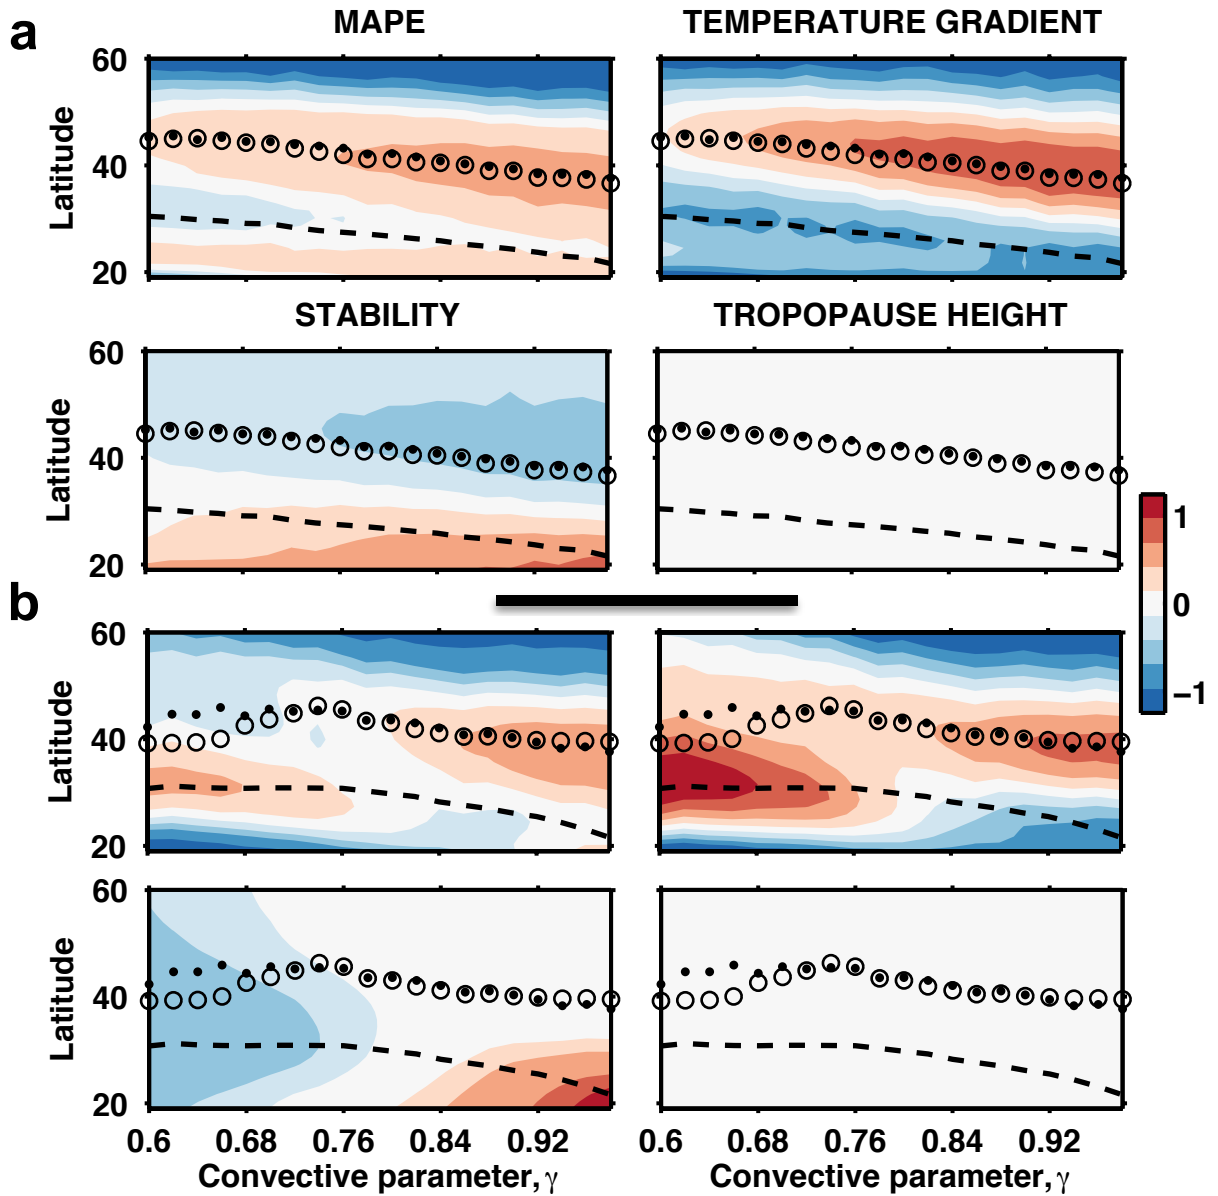 a
MAPE
TEMPERATURE GRADIENT
60
40
20
Latitude
STABILITY
TROPOPAUSE HEIGHT
60
40
20
Latitude
1
0
−1
b
60
40
20
Latitude
60
40
20
Latitude
0.6 0.68 0.76 0.84 0.92
0.6 0.68 0.76 0.84 0.92
Convective parameter, γ
Convective parameter, γ